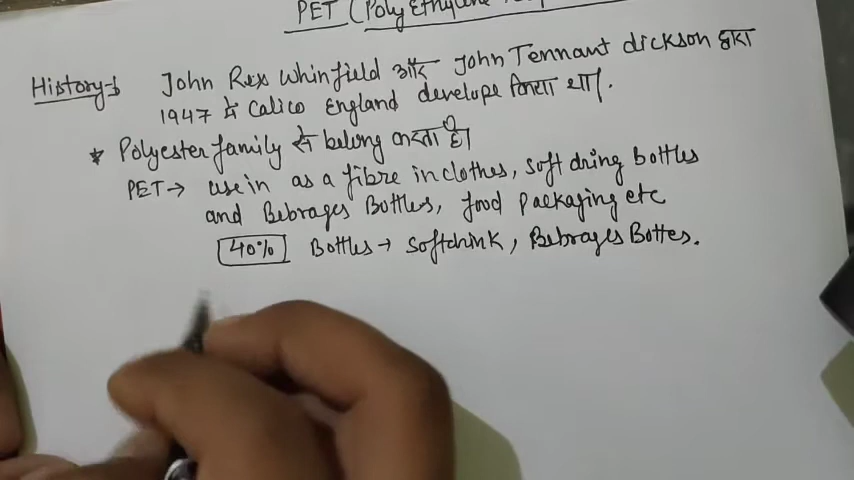 PET (Poly Ethylene
History→ John Rex Whinfield और John Tennant dickson द्वारा
1947 में Calico England develope किया था।
* Polyester family से belong करता है।
PET → use in as a fibre in clothes, soft dring Bottles
and Bebrages Bottles, food packaging etc
40% Bottles → Softchink, Bebrages Bottes.